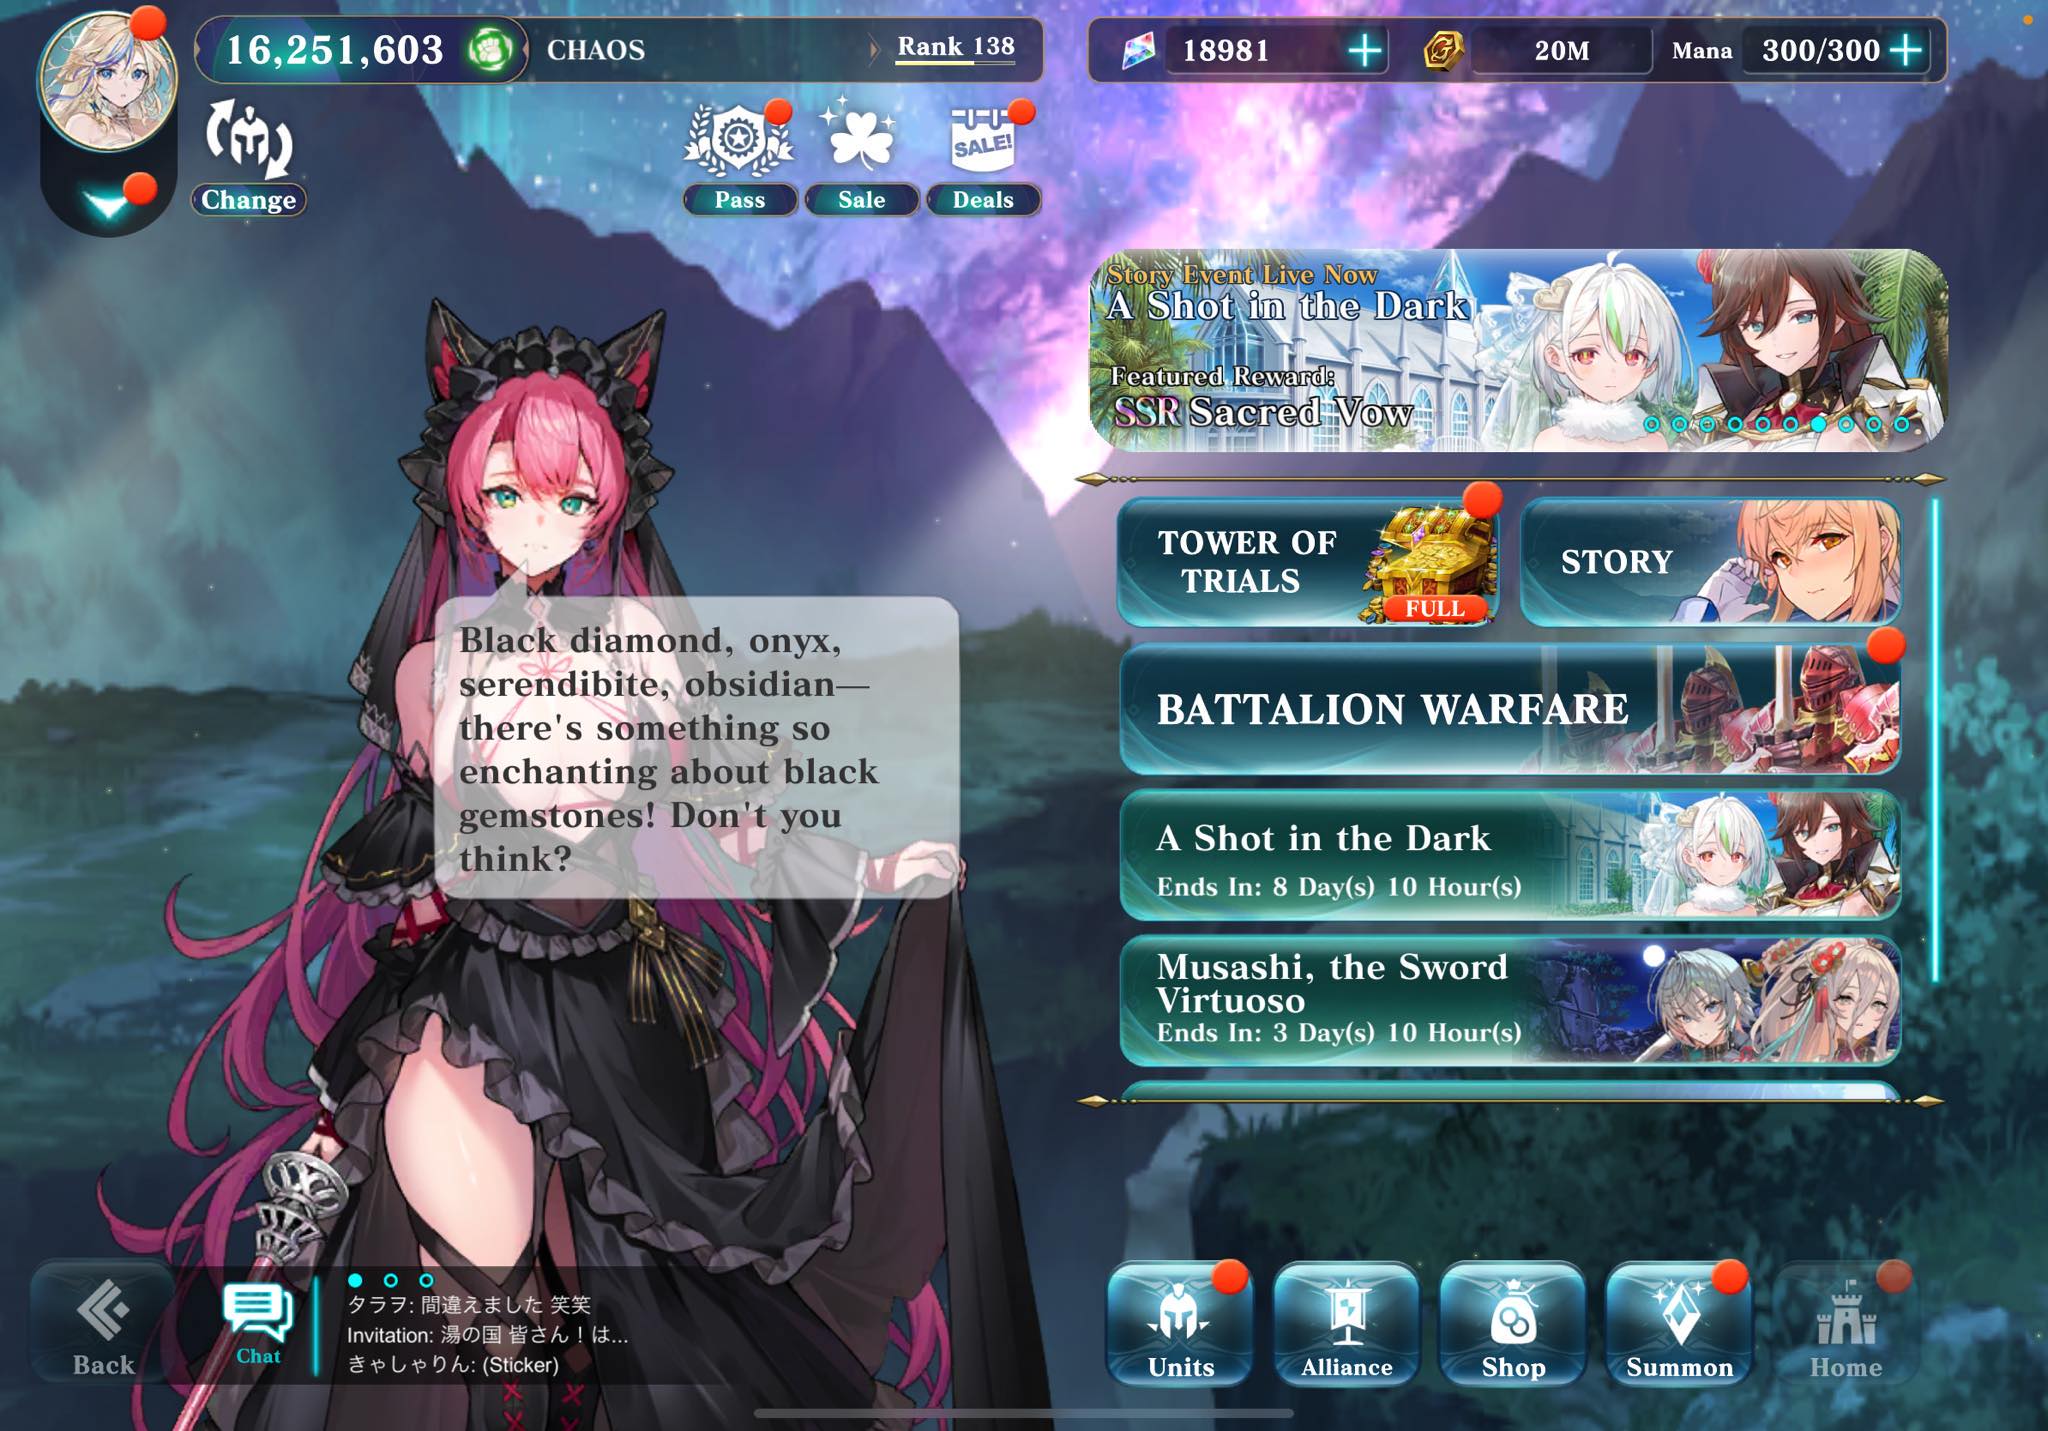 16,251,603
CHAOS
Rank 138
18981
20M
Mana
300/300
Change
Pass
SALE!
Sale
Deals
Story Event Live Now
A Shot in the Dark
Featured Reward:
SSR Sacred Vow
TOWER OF
TRIALS
FULL
STORY
Black diamond, onyx,
serendibite, obsidian—
there's something so
enchanting about black
gemstones! Don't you
think?
BATTALION WARFARE
A Shot in the Dark
Ends In: 8 Day(s) 10 Hour(s)
Musashi, the Sword
Virtuoso
Ends In: 3 Day(s) 10 Hour(s)
Back
Chat
タラヲ: 間違えました 笑笑
Invitation: 湯の国 皆さん！は...
きゃしゃりん: (Sticker)
Units
Alliance
Shop
Summon
Home